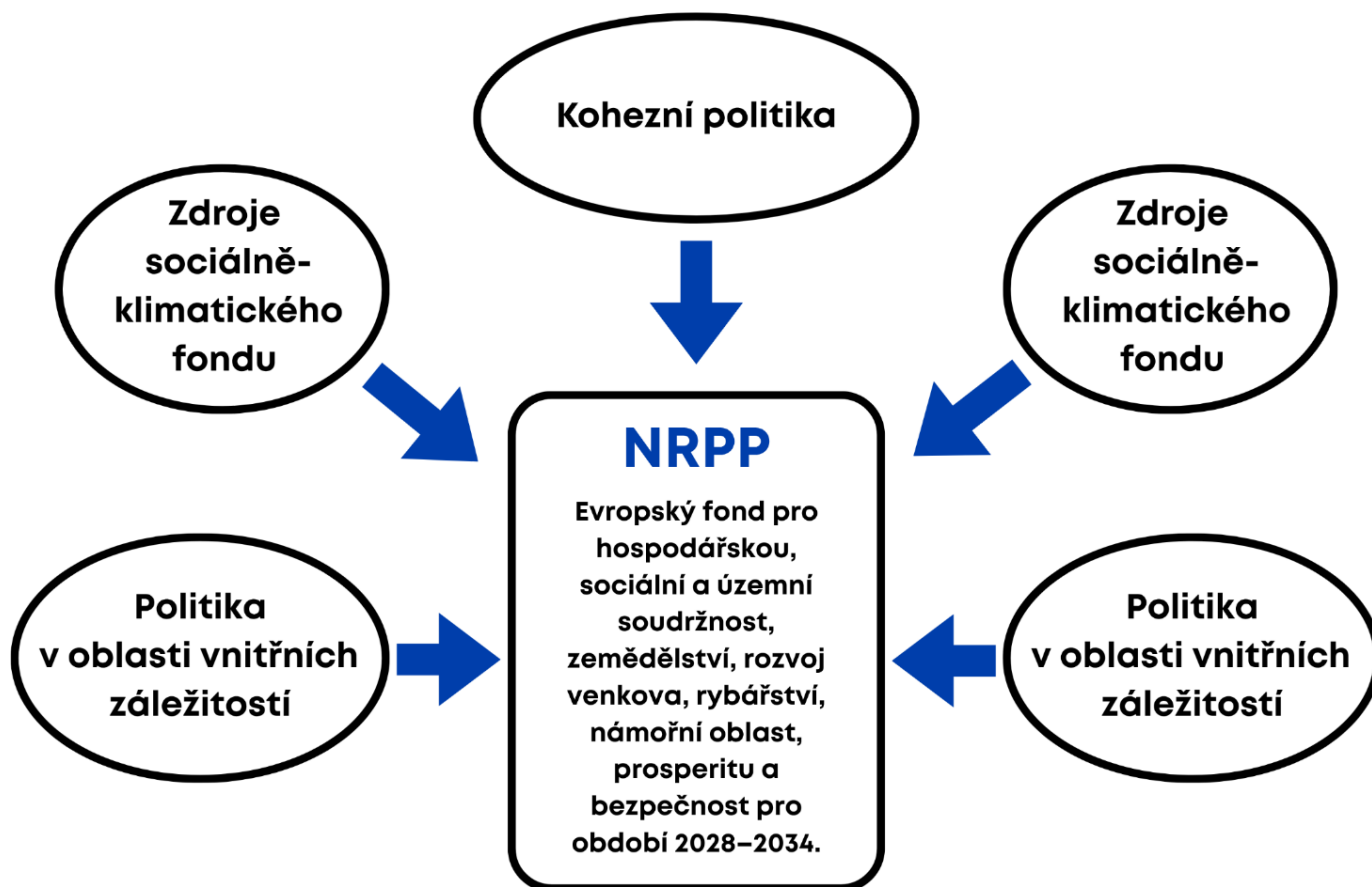 Kohezní politika
Zdroje
sociálně-
klimatického
fondu
Zdroje
sociálně-
klimatického
fondu
NRPP
Evropský fond pro
hospodářskou,
sociální a územní
soudržnost,
zemědělství, rozvoj
venkova, rybářství,
námořní oblast,
prosperitu a
bezpečnost pro
období 2028–2034.
Politika
v oblasti vnitřních
záležitostí
Politika
v oblasti vnitřních
záležitostí